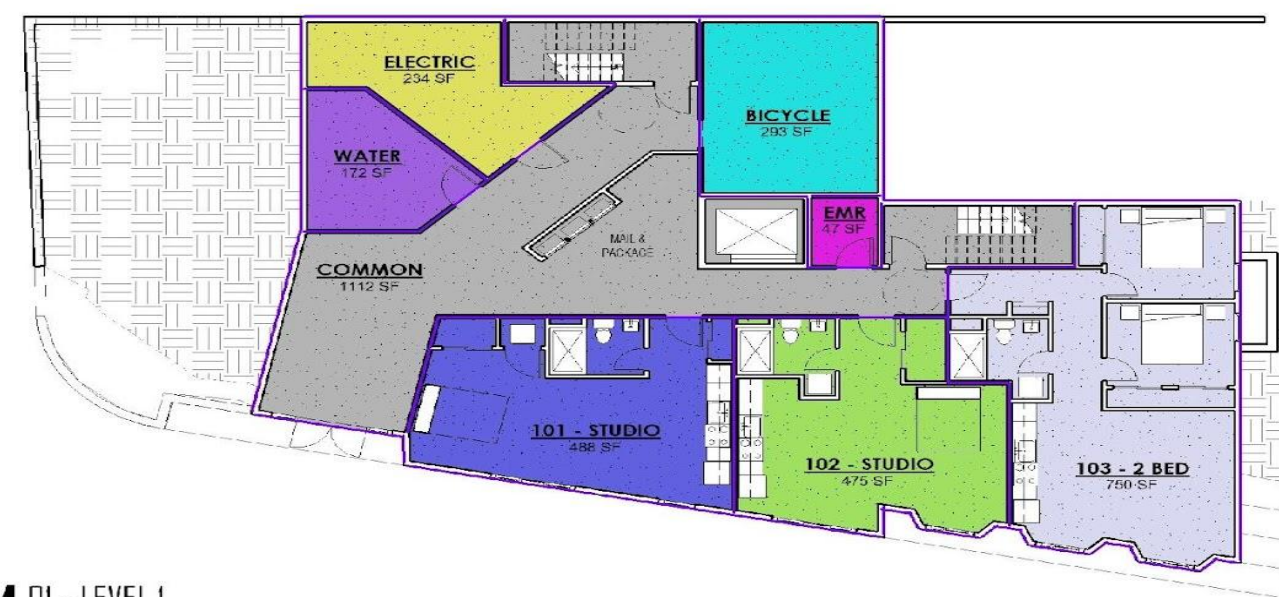 ELECTRIC
234 SF
BICYCLE
293 SF
WATER
172 SF
EMR
47 SF
MAIL &
PACKAGE
COMMON
1112 SF
101 - STUDIO
488 SF
102 - STUDIO
475 SF
103 - 2 BED
750 SF
LEVEL 1